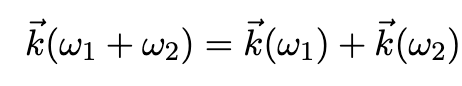 $\vec{k}(\omega_1 + \omega_2) = \vec{k}(\omega_1) + \vec{k}(\omega_2)$